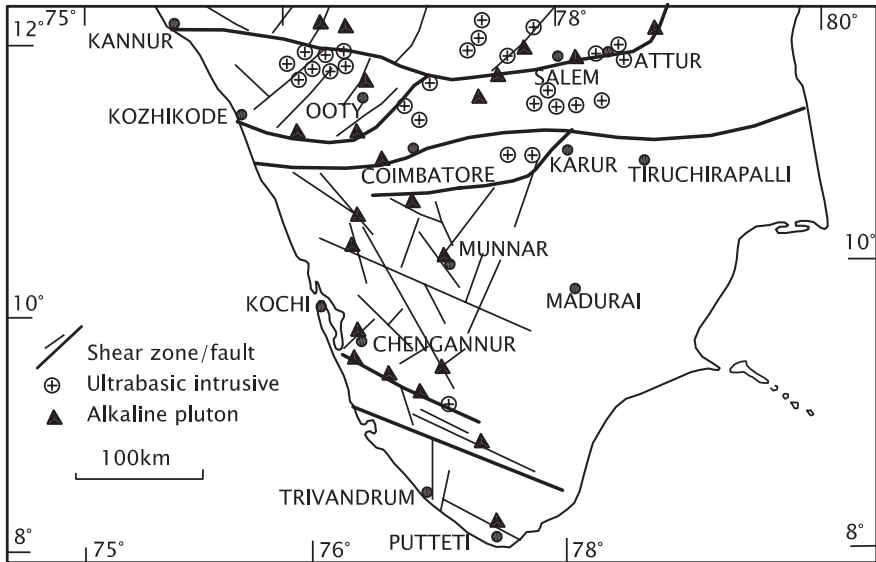 12° 75° 78° 80°
KANNUR
ATTUR
SALEM
OOTY
KOZHIKODE
COIMBATORE
KARUR
TIRUCHIRAPALLI
MUNNAR
10°
MADURAI
KOCHI
10°
CHENGANNUR
Shear zone/fault
Ultrabasic intrusive
Alkaline pluton
100km
TRIVANDRUM
PUTTETI
8° 75° 76° 78° 8°